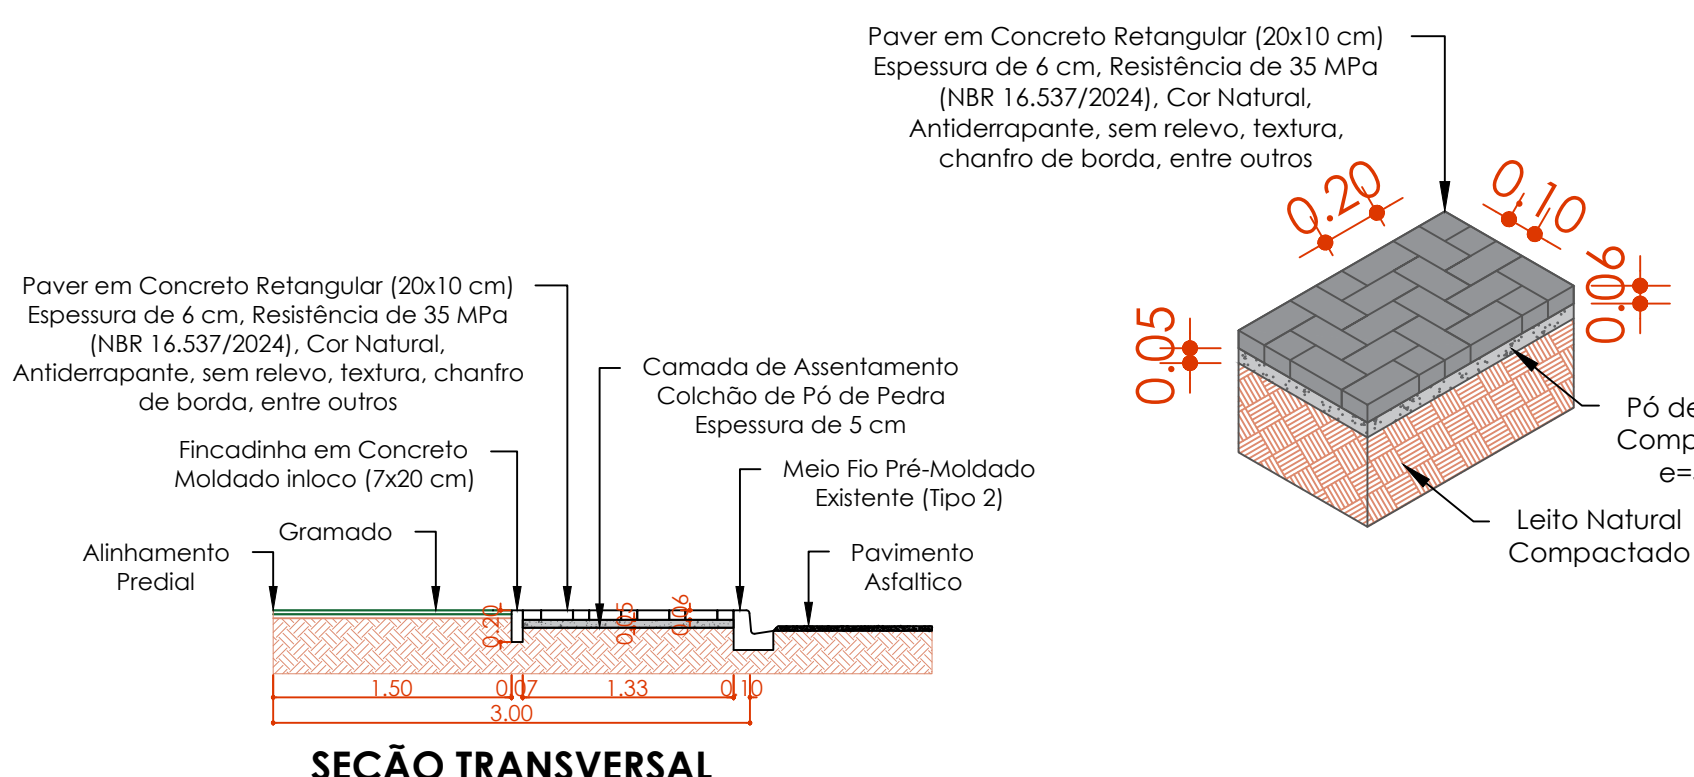 Paver em Concreto Retangular (20x10 cm)
Espessura de 6 cm, Resistência de 35 MPa
(NBR 16.537/2024), Cor Natural,
Antiderrapante, sem relevo, textura,
chanfro de borda, entre outros
0.20
0.10
0.06
0.05
Pó de
Comp
e=
Leito Natural
Compactado
Paver em Concreto Retangular (20x10 cm)
Espessura de 6 cm, Resistência de 35 MPa
(NBR 16.537/2024), Cor Natural,
Antiderrapante, sem relevo, textura, chanfro
de borda, entre outros
Camada de Assentamento
Colchão de Pó de Pedra
Espessura de 5 cm
Fincadinha em Concreto
Moldado inloco (7x20 cm)
Meio Fio Pré-Moldado
Existente (Tipo 2)
Gramado
Alinhamento
Predial
Pavimento
Asfaltico
0.20
0.05
0.06
1.50
0.07
1.33
0.10
3.00
SEÇÃO TRANSVERSAL